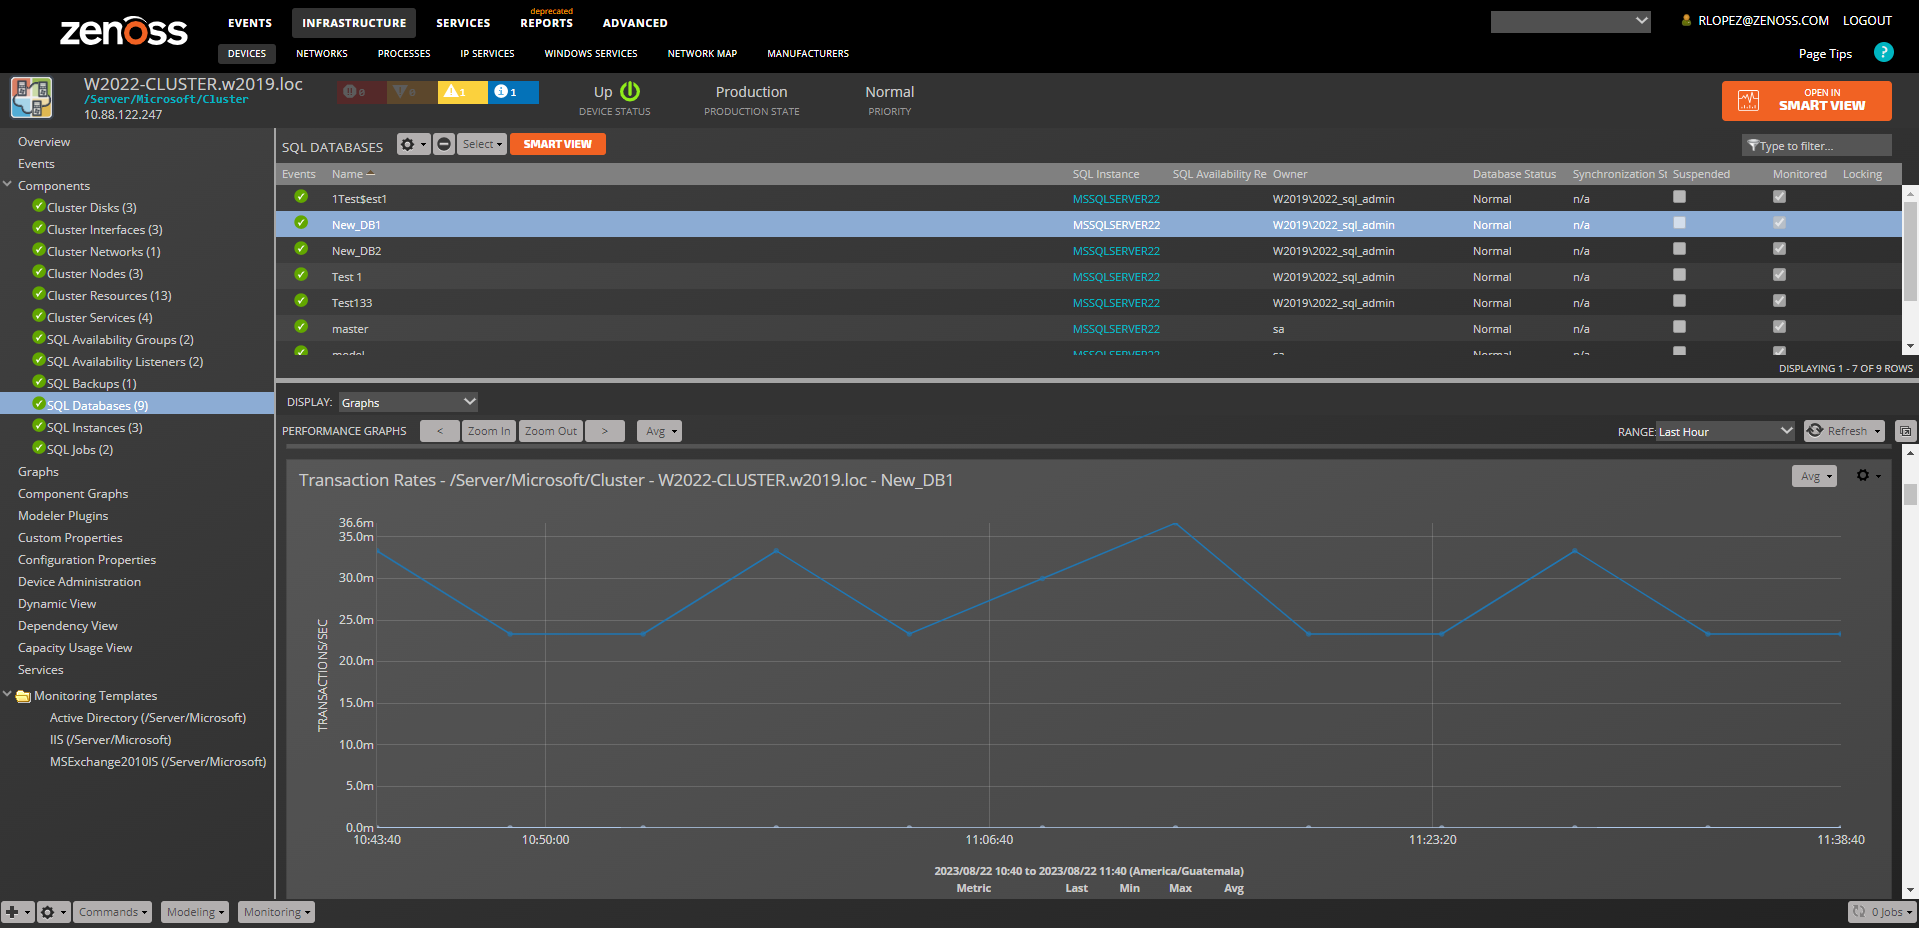 zenoss
EVENTS
INFRASTRUCTURE
SERVICES
deprecated
REPORTS
ADVANCED
RLOPEZ@ZENOSS.COM
LOGOUT
DEVICES
NETWORKS
PROCESSES
IP SERVICES
WINDOWS SERVICES
NETWORK MAP
MANUFACTURERS
Page Tips
?
W2022-CLUSTER.w2019.loc
/Server/Microsoft/Cluster
10.88.122.247
0
0
1
1
Up
DEVICE STATUS
Production
PRODUCTION STATE
Normal
PRIORITY
OPEN IN
SMART VIEW
Overview
Events
Components
Cluster Disks (3)
Cluster Interfaces (3)
Cluster Networks (1)
Cluster Nodes (3)
Cluster Resources (13)
Cluster Services (4)
SQL Availability Groups (2)
SQL Availability Listeners (2)
SQL Backups (1)
SQL Databases (9)
SQL Instances (3)
SQL Jobs (2)
Graphs
Component Graphs
Modeler Plugins
Custom Properties
Configuration Properties
Device Administration
Dynamic View
Dependency View
Capacity Usage View
Services
Monitoring Templates
Active Directory (/Server/Microsoft)
IIS (/Server/Microsoft)
MSExchange2010IS (/Server/Microsoft)
SQL DATABASES
Select
SMART VIEW
Type to filter...
Events Name SQL Instance SQL Availability Re Owner Database Status Synchronization St Suspended Monitored Locking
1Test$est1 MSSQLSERVER22 W2019\2022_sql_admin Normal n/a
New_DB1 MSSQLSERVER22 W2019\2022_sql_admin Normal n/a
New_DB2 MSSQLSERVER22 W2019\2022_sql_admin Normal n/a
Test 1 MSSQLSERVER22 W2019\2022_sql_admin Normal n/a
Test133 MSSQLSERVER22 W2019\2022_sql_admin Normal n/a
master MSSQLSERVER22 sa Normal n/a
model MSSQLSERVER22 sa Normal n/a
DISPLAYING 1 - 7 OF 9 ROWS
DISPLAY: Graphs
PERFORMANCE GRAPHS < Zoom In Zoom Out > Avg
RANGE: Last Hour
Refresh
Transaction Rates - /Server/Microsoft/Cluster - W2022-CLUSTER.w2019.loc - New_DB1
Avg
TRANSACTIONS/SEC
36.6m
35.0m
30.0m
25.0m
20.0m
15.0m
10.0m
5.0m
0.0m
10:43:40 10:50:00 11:06:40 11:23:20 11:38:40
2023/08/22 10:40 to 2023/08/22 11:40 (America/Guatemala)
Metric Last Min Max Avg
Commands
Modeling
Monitoring
0 Jobs